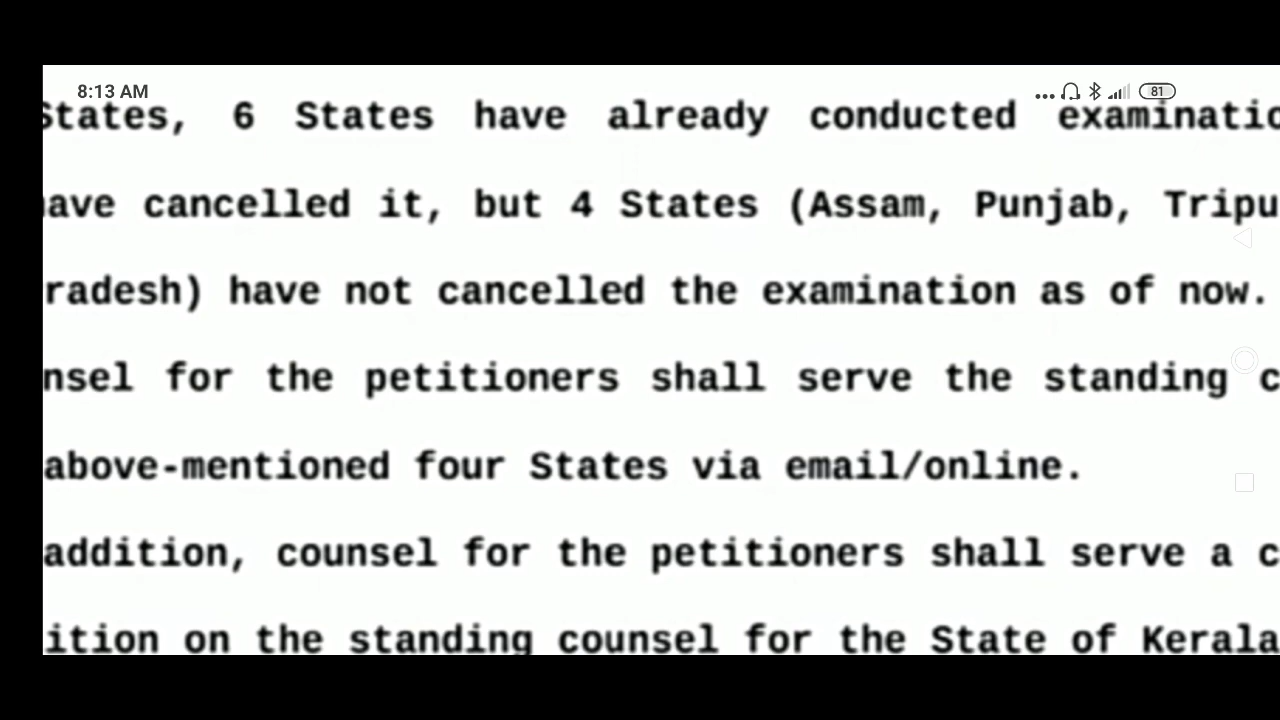 8:13 AM
81
States, 6 States have already conducted examinatio
ave cancelled it, but 4 States (Assam, Punjab, Tripu
radesh) have not cancelled the examination as of now.
nsel for the petitioners shall serve the standing c
above-mentioned four States via email/online.
addition, counsel for the petitioners shall serve a c
ition on the standing counsel for the State of Kerala